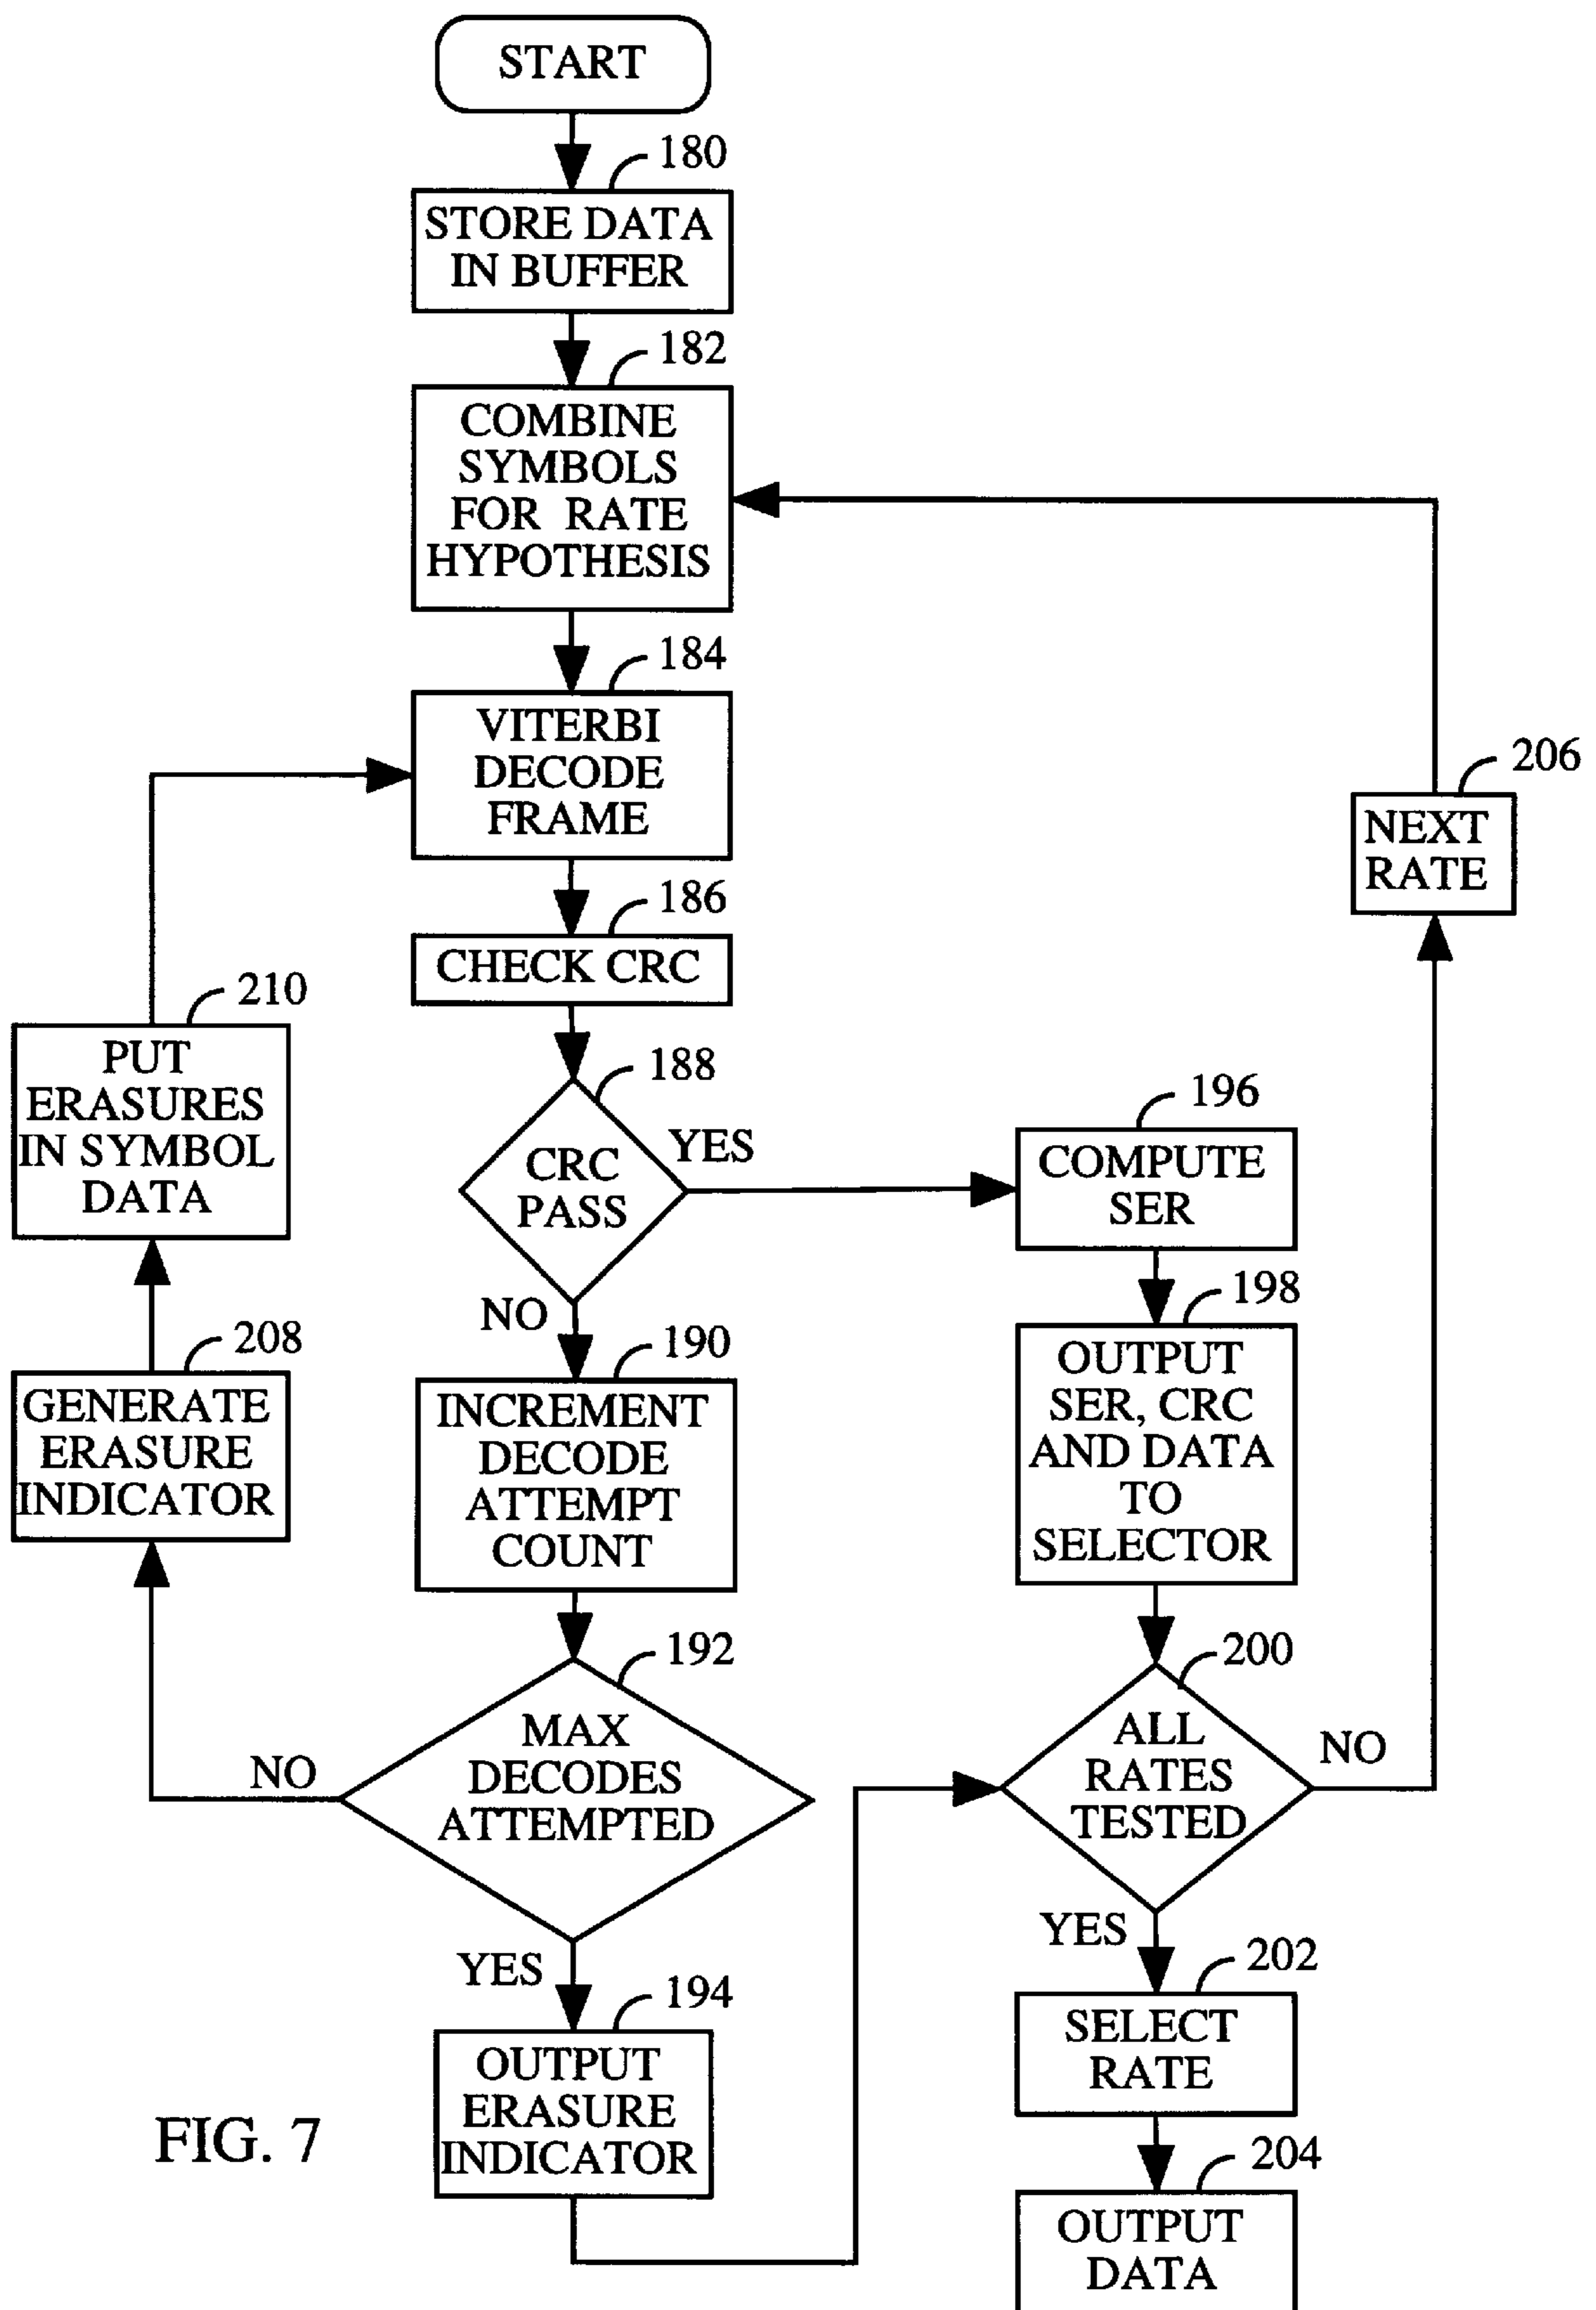 START
180
STORE DATA
IN BUFFER
182
COMBINE
SYMBOLS
FOR RATE
HYPOTHESIS
184
VITERBI
DECODE
FRAME
206
NEXT
RATE
186
CHECK CRC
210
PUT
ERASURES
IN SYMBOL
DATA
188
CRC
PASS
YES
NO
196
COMPUTE
SER
198
OUTPUT
SER, CRC
AND DATA
TO
SELECTOR
208
GENERATE
ERASURE
INDICATOR
190
INCREMENT
DECODE
ATTEMPT
COUNT
192
MAX
DECODES
ATTEMPTED
NO
YES
200
ALL
RATES
TESTED
NO
YES
194
OUTPUT
ERASURE
INDICATOR
202
SELECT
RATE
204
OUTPUT
DATA
FIG. 7